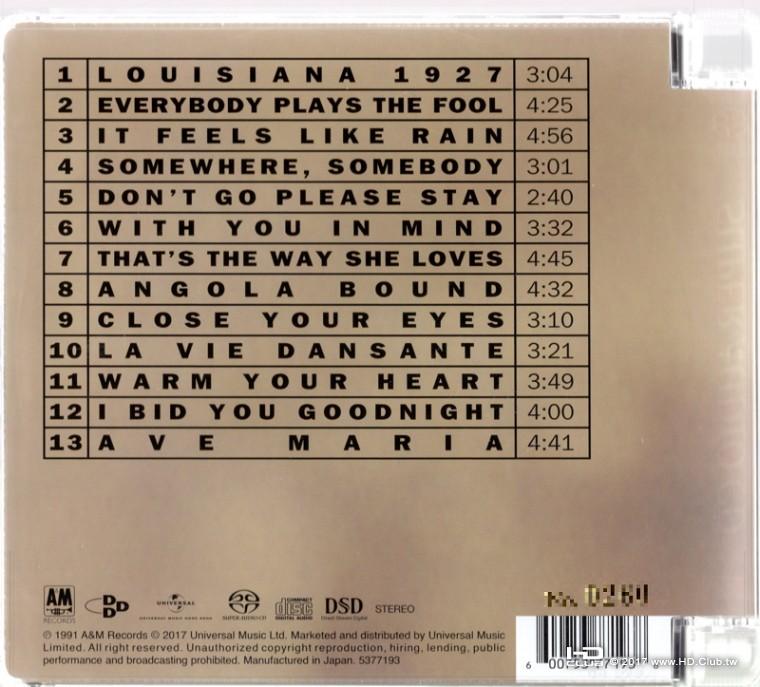 1 LOUISIANA 1927 3:04
2 EVERYBODY PLAYS THE FOOL 4:25
3 IT FEELS LIKE RAIN 4:56
4 SOMEWHERE, SOMEBODY 3:01
5 DON'T GO PLEASE STAY 2:40
6 WITH YOU IN MIND 3:32
7 THAT'S THE WAY SHE LOVES 4:45
8 ANGOLA BOUND 4:32
9 CLOSE YOUR EYES 3:10
10 LA VIE DANSANTE 3:21
11 WARM YOUR HEART 3:49
12 I BID YOU GOODNIGHT 4:00
13 AVE MARIA 4:41
AM RECORDS UNIVERSAL SUPER AUDIO CD COMPACT disc DIGITAL AUDIO DSD Direct Stream Digital STEREO
℗ 1991 A&M Records © 2017 Universal Music Ltd. Marketed and distributed by Universal Music
Limited. All right reserved. Unauthorized copyright reproduction, hiring, lending, public
performance and broadcasting prohibited. Manufactured in Japan. 5377193
© 2017 www.HD.Club.tw